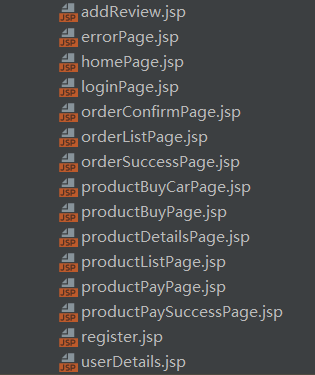 JSP addReview.jsp
JSP errorPage.jsp
JSP homePage.jsp
JSP loginPage.jsp
JSP orderConfirmPage.jsp
JSP orderListPage.jsp
JSP orderSuccessPage.jsp
JSP productBuyCarPage.jsp
JSP productBuyPage.jsp
JSP productDetailsPage.jsp
JSP productListPage.jsp
JSP productPayPage.jsp
JSP productPaySuccessPage.jsp
JSP register.jsp
JSP userDetails.jsp